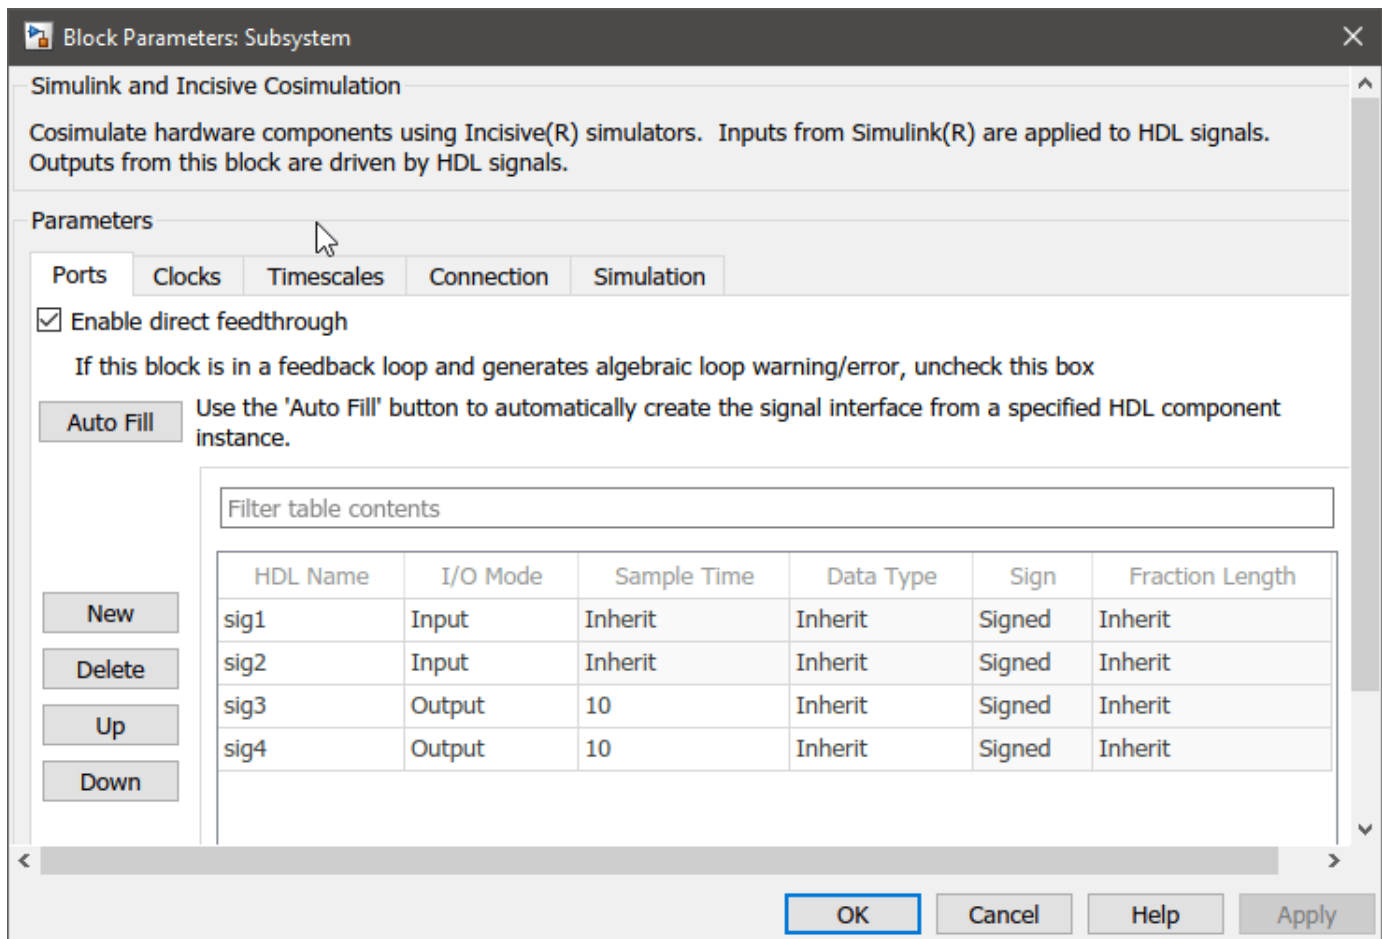 Block Parameters: Subsystem
Simulink and Incisive Cosimulation
Cosimulate hardware components using Incisive(R) simulators.  Inputs from Simulink(R) are applied to HDL signals.
Outputs from this block are driven by HDL signals.
Parameters
Ports Clocks Timescales Connection Simulation
Enable direct feedthrough
If this block is in a feedback loop and generates algebraic loop warning/error, uncheck this box
Auto Fill
Use the 'Auto Fill' button to automatically create the signal interface from a specified HDL component
instance.
Filter table contents
HDL Name I/O Mode Sample Time Data Type Sign Fraction Length
sig1 Input Inherit Inherit Signed Inherit
sig2 Input Inherit Inherit Signed Inherit
sig3 Output 10 Inherit Signed Inherit
sig4 Output 10 Inherit Signed Inherit
New
Delete
Up
Down
OK Cancel Help Apply